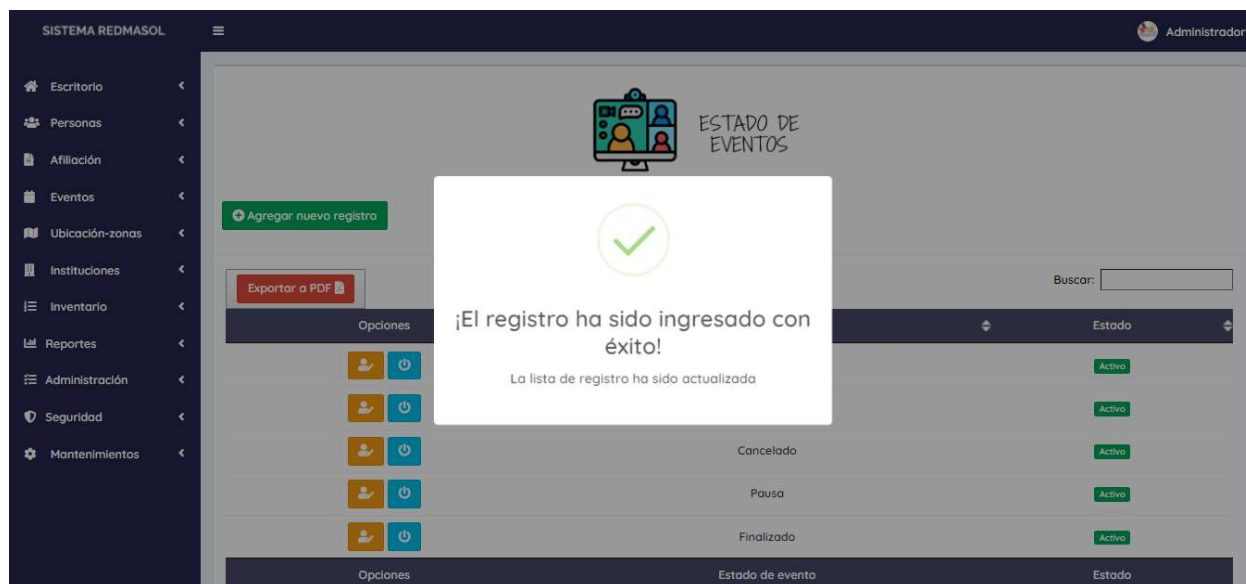 SISTEMA REDMASOL
Administrador
Escritorio
Personas
Afiliación
Eventos
Ubicación-zonas
Instituciones
Inventario
Reportes
Administración
Seguridad
Mantenimientos
ESTADO DE
EVENTOS
Agregar nuevo registro
Exportar a PDF
Buscar:
¡El registro ha sido ingresado con
éxito!
La lista de registro ha sido actualizada
Opciones Estado
Activo
Activo
Cancelado Activo
Pausa Activo
Finalizado Activo
Opciones Estado de evento Estado